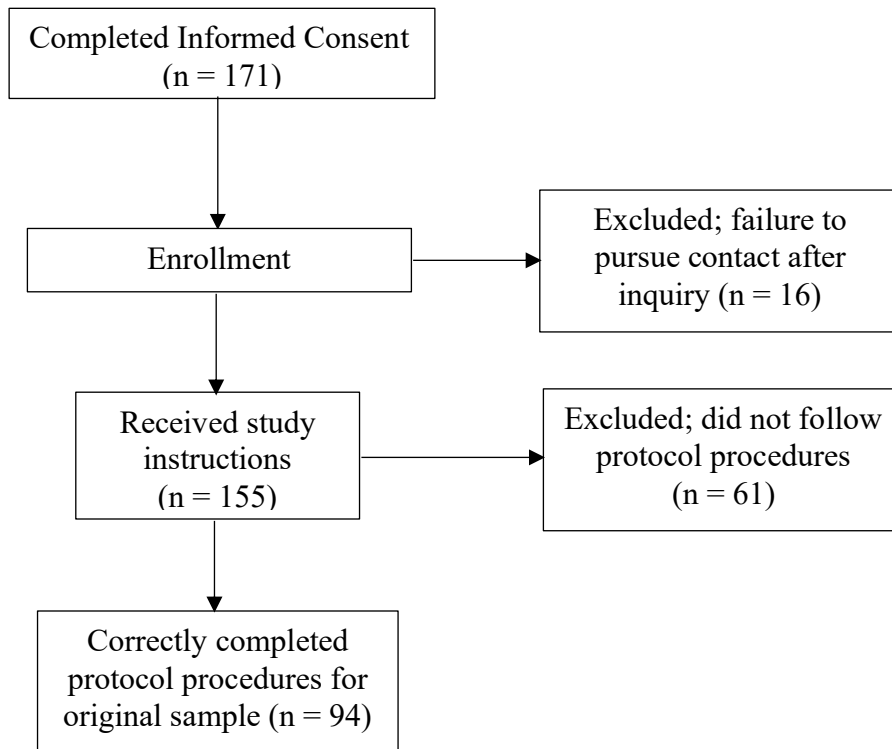 Completed Informed Consent
(n = 171)
Enrollment
Excluded; failure to
pursue contact after
inquiry (n = 16)
Received study
instructions
(n = 155)
Excluded; did not follow
protocol procedures
(n = 61)
Correctly completed
protocol procedures for
original sample (n = 94)